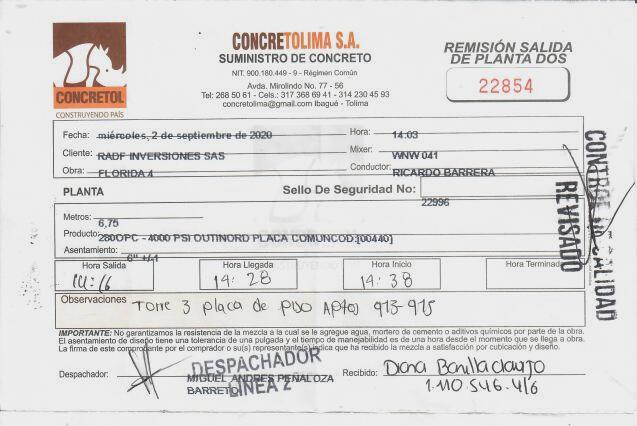 CONCRETOL
CONSTRUYENDO PAÍS
CONCRETOLIMA S.A.
SUMINISTRO DE CONCRETO
NIT. 900.180.449 - 9 - Régimen Común
Avda. Mirolindo No. 77 - 56
Tel: 268 50 61 - Cels.: 317 368 69 41 - 314 230 45 93
concretolima@gmail.com Ibagué - Tolima
REMISIÓN SALIDA
DE PLANTA DOS
22854
Fecha: miércoles, 2 de septiembre de 2020 Hora: 14:03
Cliente: RADF INVERSIONES SAS Mixer: WNW 041
Obra: FLORIDA 4 Conductor: RICARDO BARRERA
PLANTA Sello De Seguridad No: 22996
Metros: 6,75
Producto: 280OPC - 4000 PSI OUTINORD PLACA COMUNCOD:[00440]
Asentamiento: 6" +/-1
Hora Salida Hora Llegada Hora Inicio Hora Terminado
14:16 14:28 14:38
Observaciones Torre 3 placa de piso Aptos 913-915
IMPORTANTE: No garantizamos la resistencia de la mezcla a la cual se le agregue agua, mortero de cemento o aditivos químicos por parte de la obra.
El asentamiento de diseño tiene una tolerancia de una pulgada y el tiempo de manejabilidad es de una hora desde el momento que se llega a obra.
La firma de este comprobante por el comprador o su(s) representante(s) indica que ha recibido la mezcla a satisfacción por cubicación y diseño.
Despachador: MIGUEL ANDRES PEÑALOZA
BARRETO
DESPACHADOR
LINEA 2
Recibido: Diana Bonilla
1.110.546.416
REVISADO
CONTROL CALIDAD